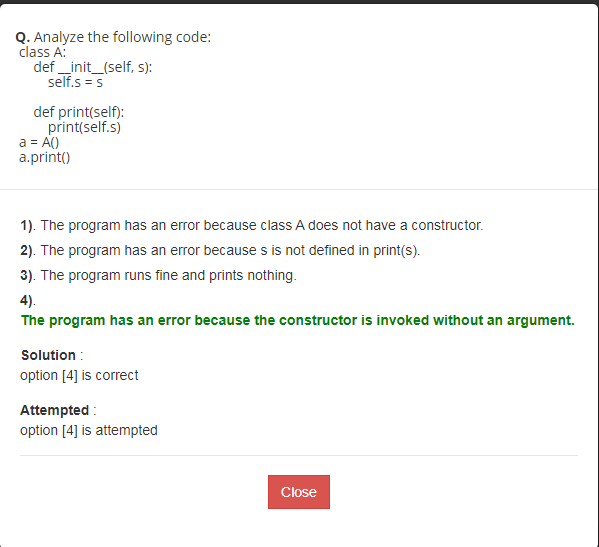 Q. Analyze the following code:
class A:
def __init__(self, s):
self.s = s
def print(self):
print(self.s)
a = A()
a.print()
1). The program has an error because class A does not have a constructor.
2). The program has an error because s is not defined in print(s).
3). The program runs fine and prints nothing.
4).
The program has an error because the constructor is invoked without an argument.
Solution :
option [4] is correct
Attempted :
option [4] is attempted
Close